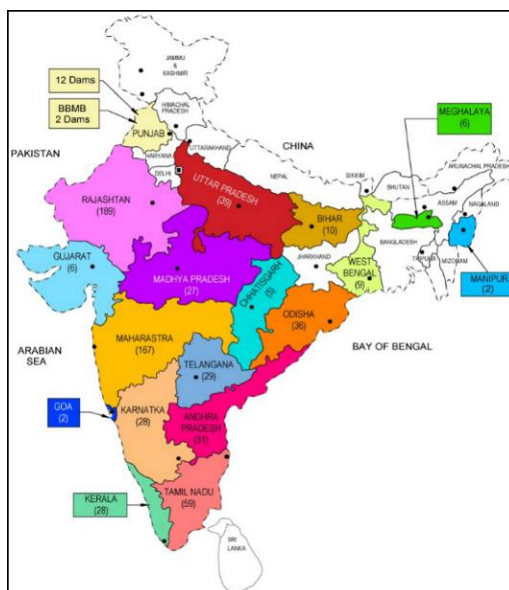 JAMMU
&
KASHMIR
12 Dams
BBMB
2 Dams
HIMACHAL
PRADESH
PUNJAB
UTTARAKHAND
CHINA
MEGHALAYA
(6)
PAKISTAN
HARYANA
DELHI
NEPAL
SIKKIM
BHUTAN
ARUNACHAL PRADESH
ASSAM
NAGALAND
RAJASHTAN
(189)
UTTAR PRADESH
(39)
BIHAR
(10)
BANGLADESH
GUJARAT
(6)
MADHYA PRADESH
(27)
CHHATISGARH
(5)
JHARKHAND
WEST
BENGAL
(9)
TRIPURA
MIZORAM
MANIPUR
(2)
ODISHA
(36)
ARABIAN
SEA
MAHARASTRA
(167)
BAY OF BENGAL
TELANGANA
(29)
GOA
(2)
KARNATKA
(28)
ANDHRA
PRADESH
(31)
KERALA
(28)
TAMIL NADU
(59)
SRI
LANKA